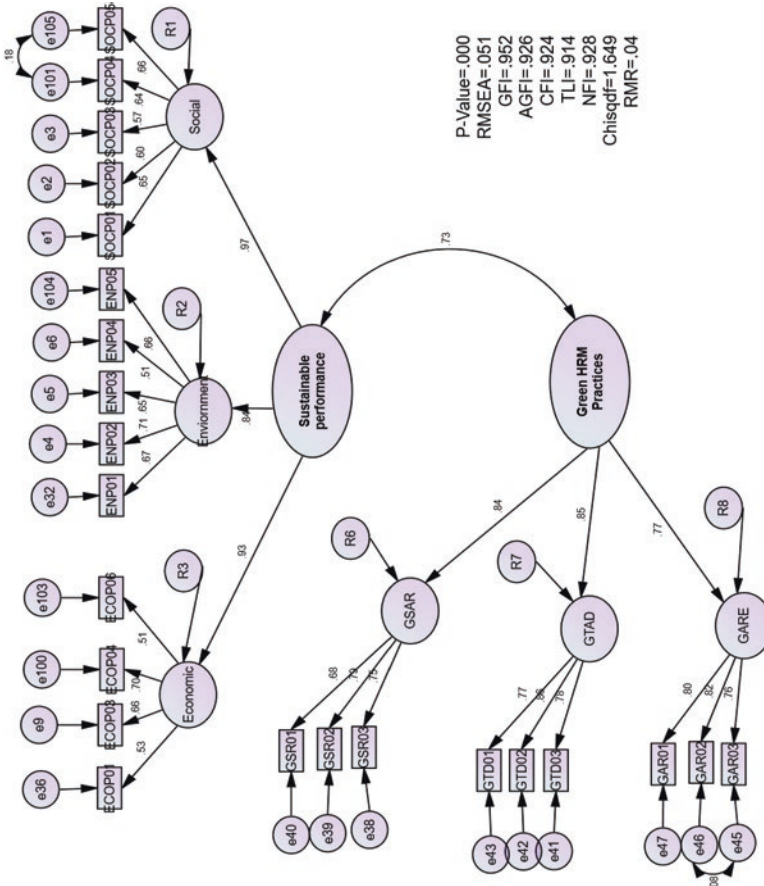 e36
e9
e100
e103
e32
e4
e5
e6
e104
e1
e2
e3
e101
e105
.18
ECOP01
ECOP03
ECOP04
ECOP06
ENP01
ENP02
ENP03
ENP04
ENP05
SOCP01
SOCP02
SOCP03
SOCP04
SOCP05
.53
.66
.70
.51
.67
.71
.65
.51
.66
.65
.60
.57
.64
.66
Economic
R3
Enviornment
R2
Social
R1
.93
.84
.97
Sustainable
performance
.73
Green HRM
Practices
.84
.85
.77
R6
GSAR
R7
GTAD
R8
GARE
.68
.79
.75
.77
.78
.80
.82
.76
GSR01
GSR02
GSR03
GTD01
GTD02
GTD03
GAR01
GAR02
GAR03
e40
e39
e38
e43
e42
e41
e47
e46
e45
.08
P-Value=.000
RMSEA=.051
GFI=.952
AGFI=.926
CFI=.924
TLI=.914
NFI=.928
Chisqdf=1.649
RMR=.04